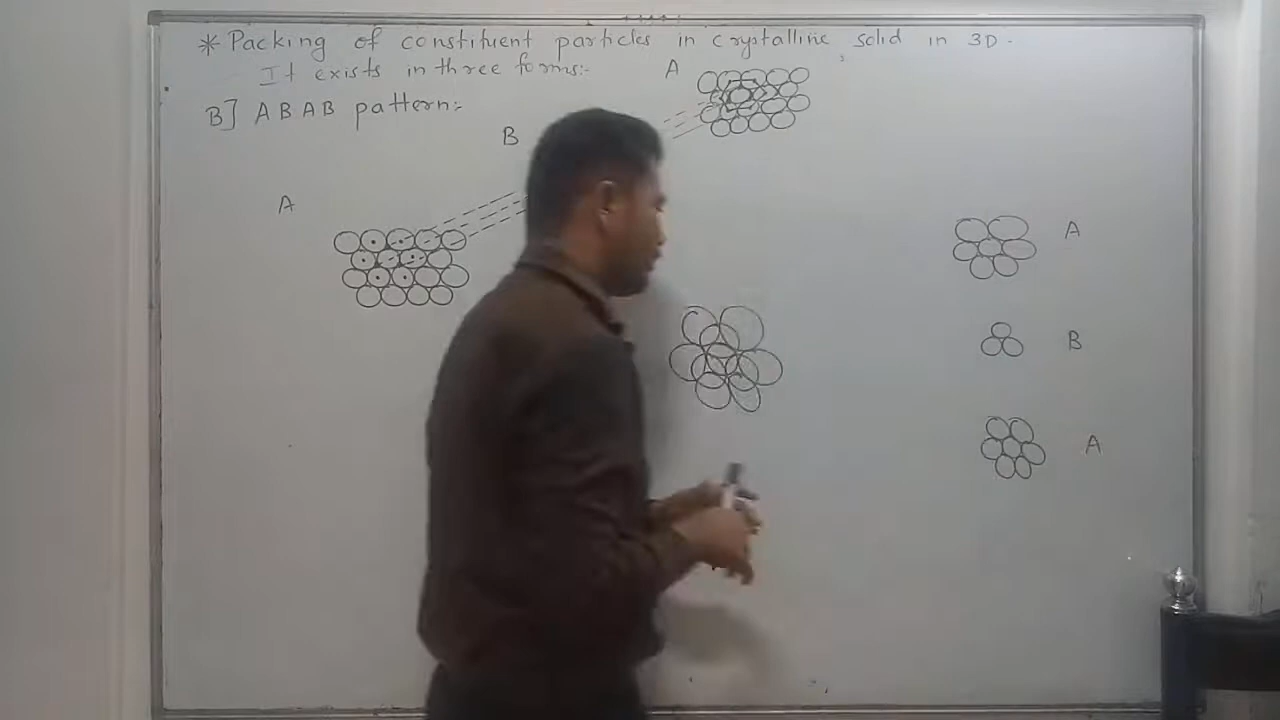 * Packing of constituent particles in crystalline solid in 3D.
It exists in three forms:-
A
B] ABAB pattern:-
B
A
A
B
A